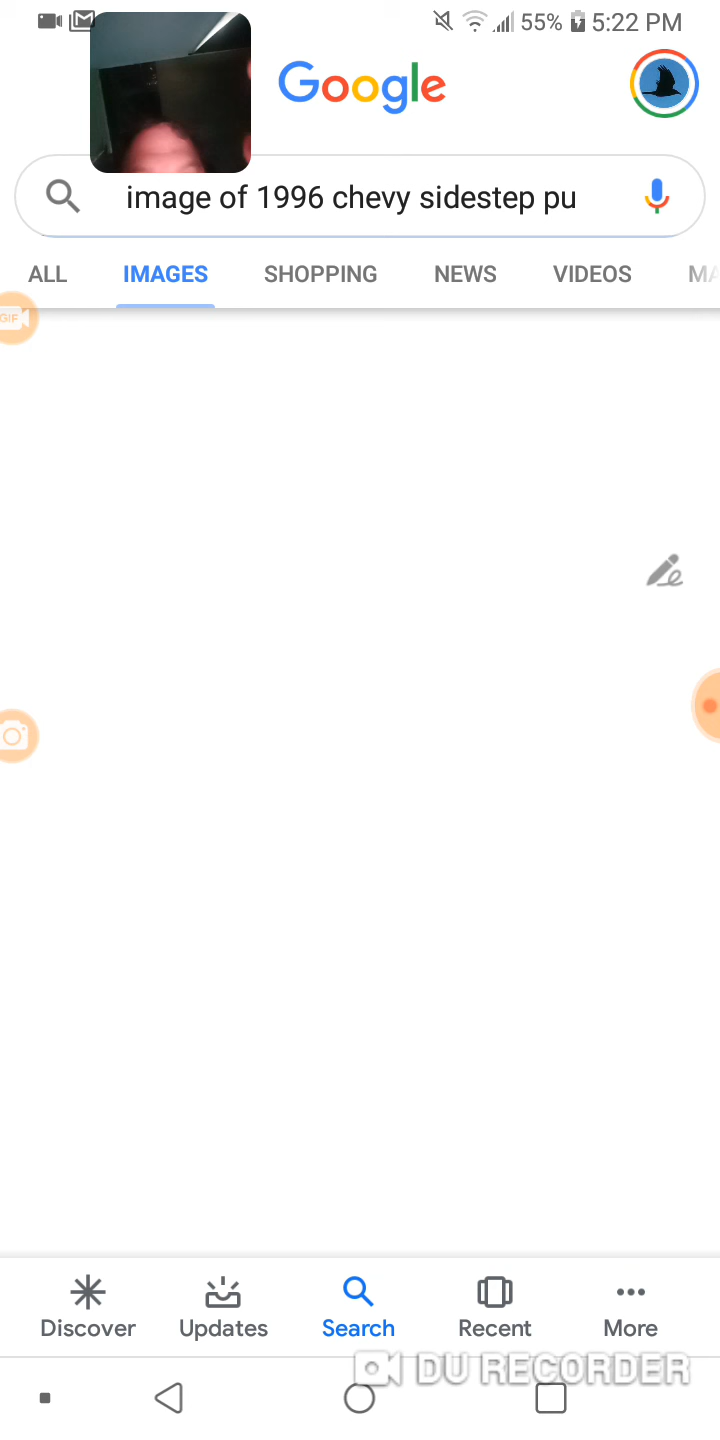 55% 5:22 PM
Google
image of 1996 chevy sidestep pu
ALL IMAGES SHOPPING NEWS VIDEOS MA
GIF
Discover Updates Search Recent More
DU RECORDER